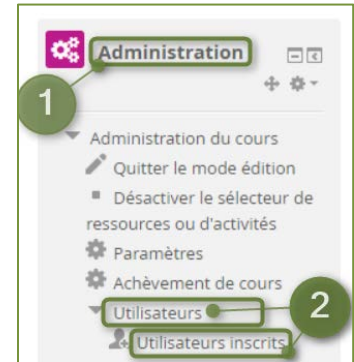 Administration
1
Administration du cours
Quitter le mode édition
Désactiver le sélecteur de
ressources ou d'activités
Paramètres
Achèvement de cours
Utilisateurs
2
Utilisateurs inscrits